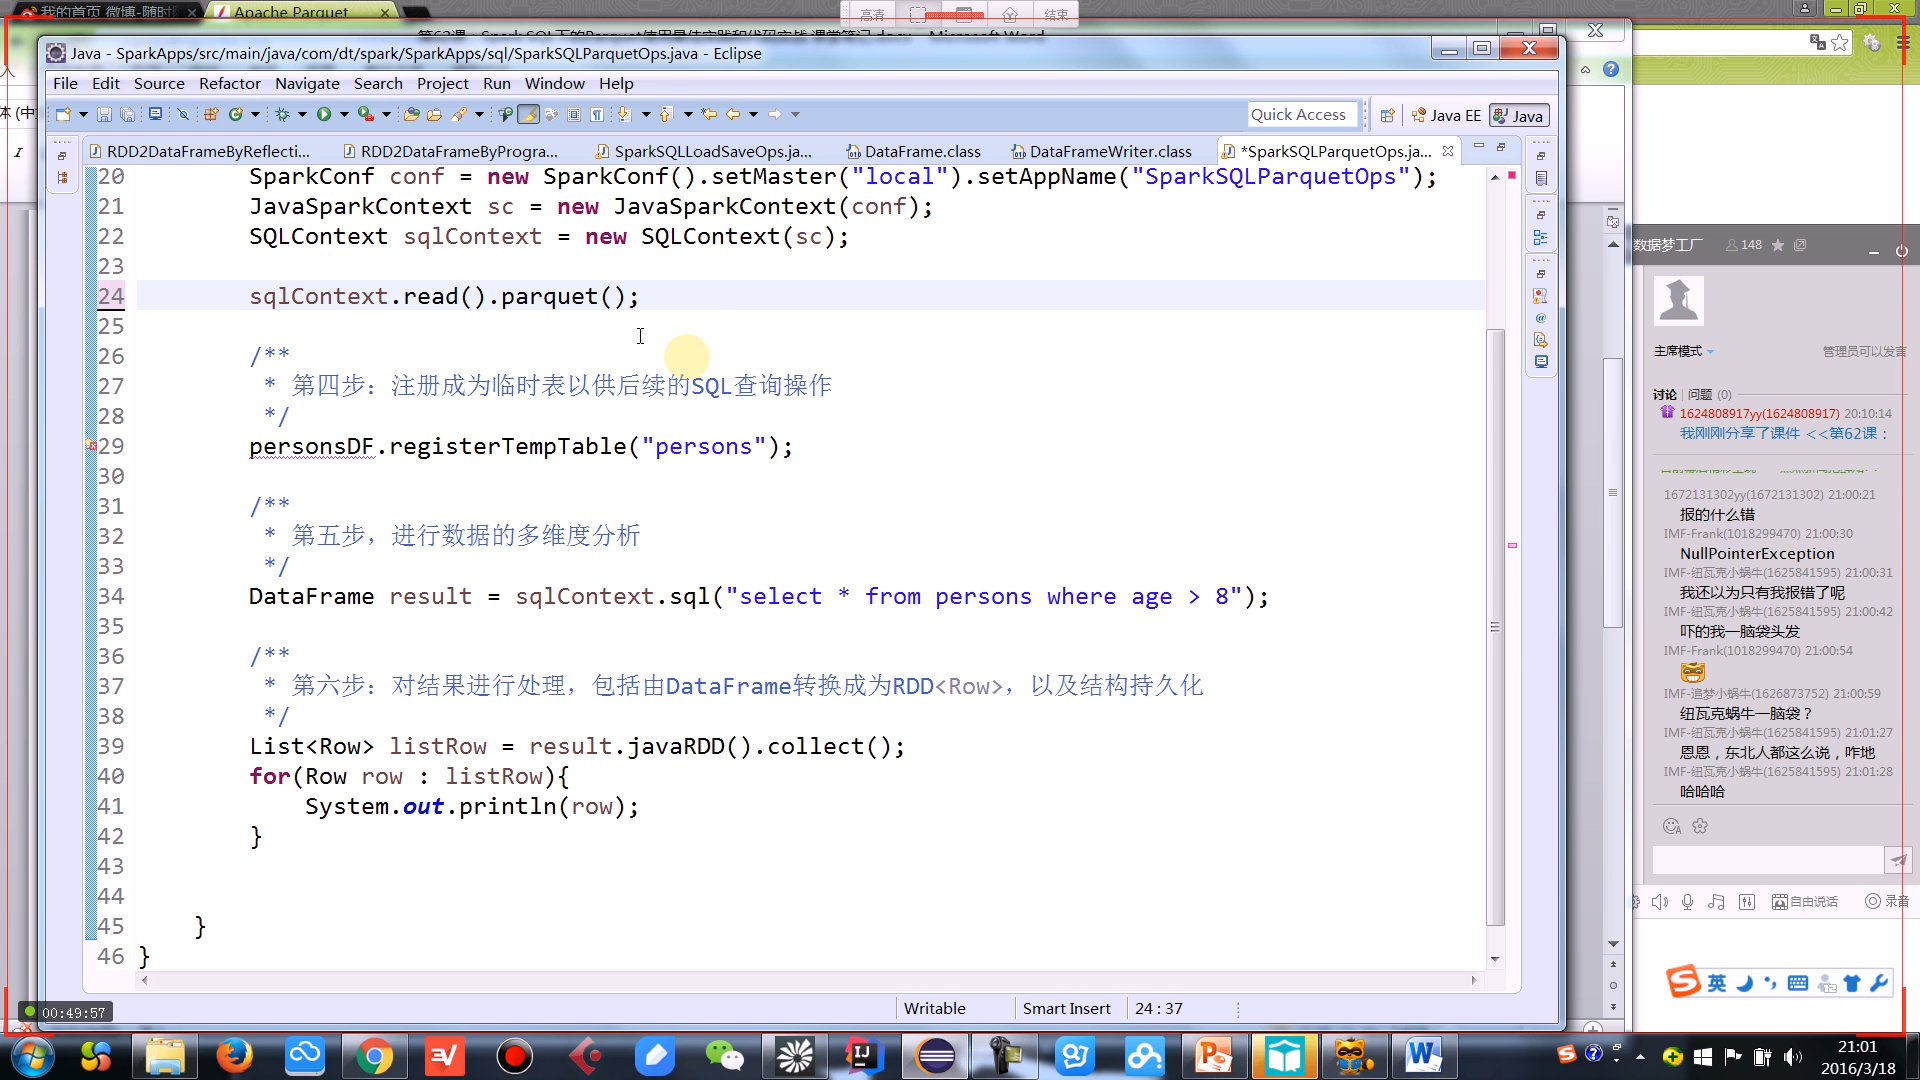 我的首页 微博-随时
Apache Parquet
高清
结束
Java - SparkApps/src/main/java/com/dt/spark/SparkApps/sql/SparkSQLParquetOps.java - Eclipse
File Edit Source Refactor Navigate Search Project Run Window Help
Quick Access
Java EE
Java
RDD2DataFrameByReflecti...
RDD2DataFrameByProgra...
SparkSQLLoadSaveOps.ja...
DataFrame.class
DataFrameWriter.class
*SparkSQLParquetOps.ja...
20 SparkConf conf = new SparkConf().setMaster("local").setAppName("SparkSQLParquetOps");
21 JavaSparkContext sc = new JavaSparkContext(conf);
22 SQLContext sqlContext = new SQLContext(sc);
23
24 sqlContext.read().parquet();
25
26 /**
27 * 第四步：注册成为临时表以供后续的SQL查询操作
28 */
29 personsDF.registerTempTable("persons");
30
31 /**
32 * 第五步，进行数据的多维度分析
33 */
34 DataFrame result = sqlContext.sql("select * from persons where age > 8");
35
36 /**
37 * 第六步：对结果进行处理，包括由DataFrame转换成为RDD<Row>，以及结构持久化
38 */
39 List<Row> listRow = result.javaRDD().collect();
40 for(Row row : listRow){
41 System.out.println(row);
42 }
43
44
45 }
46 }
Writable
Smart Insert
24 : 37
00:49:57
数据梦工厂
148
主席模式
管理员可以发言
讨论 问题 (0)
1624808917yy(1624808917) 20:10:14
我刚刚分享了课件 <<第62课：
1672131302yy(1672131302) 21:00:21
报的什么错
IMF-Frank(1018299470) 21:00:30
NullPointerException
IMF-纽瓦克小蜗牛(1625841595) 21:00:31
我还以为只有我报错了呢
IMF-纽瓦克小蜗牛(1625841595) 21:00:42
吓的我一脑袋头发
IMF-Frank(1018299470) 21:00:54
IMF-追梦小蜗牛(1626873752) 21:00:59
纽瓦克蜗牛一脑袋？
IMF-纽瓦克小蜗牛(1625841595) 21:01:27
恩恩，东北人都这么说，咋地
IMF-纽瓦克小蜗牛(1625841595) 21:01:28
哈哈哈
自由说话
录音
英
21:01
2016/3/18